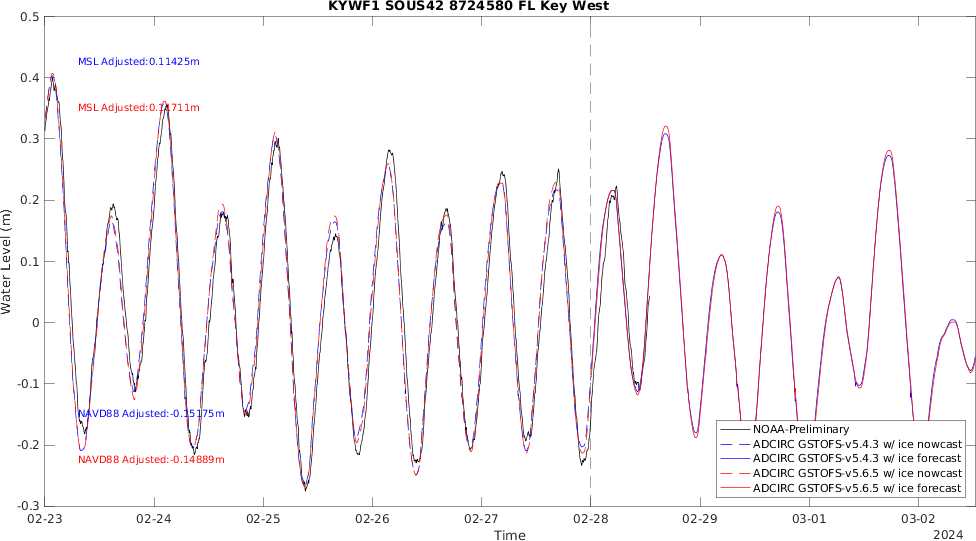 KYWF1 SOUS42 8724580 FL Key West
0.5
0.4
0.3
0.2
0.1
0
-0.1
-0.2
-0.3
Water Level (m)
MSL Adjusted:0.11425m
MSL Adjusted:0.11711m
NAVD88 Adjusted:-0.15175m
NAVD88 Adjusted:-0.14889m
NOAA-Preliminary
ADCIRC GSTOFS-v5.4.3 w/ ice nowcast
ADCIRC GSTOFS-v5.4.3 w/ ice forecast
ADCIRC GSTOFS-v5.6.5 w/ ice nowcast
ADCIRC GSTOFS-v5.6.5 w/ ice forecast
02-23 02-24 02-25 02-26 02-27 02-28 02-29 03-01 03-02
Time
2024